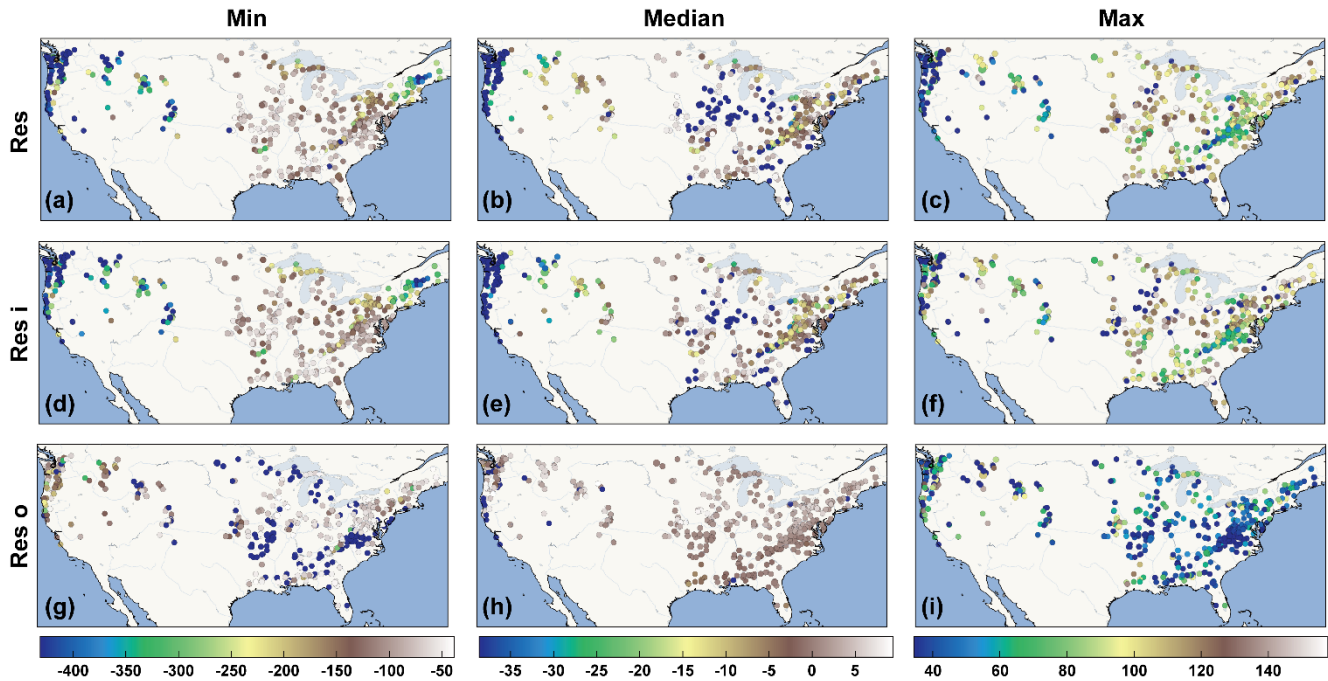 Min Median Max
Res
(a) (b) (c)
Res i
(d) (e) (f)
Res o
(g) (h) (i)
-400 -350 -300 -250 -200 -150 -100 -50 -35 -30 -25 -20 -15 -10 -5 0 5 40 60 80 100 120 140